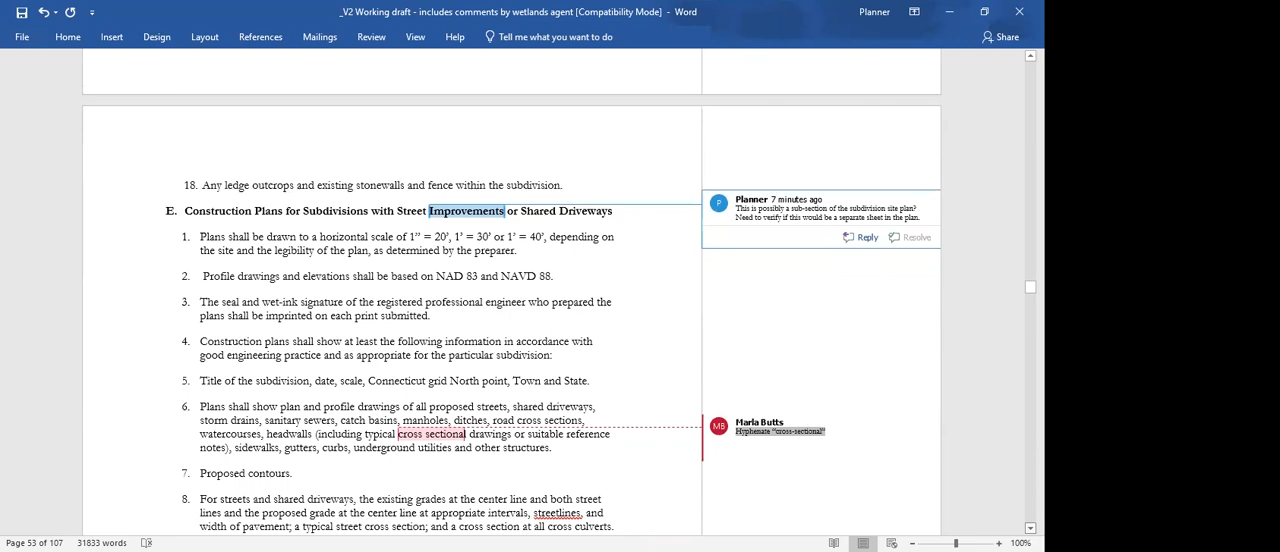 _V2 Working draft - includes comments by wetlands agent [Compatibility Mode] - Word
Planner
File Home Insert Design Layout References Mailings Review View Help Tell me what you want to do Share
18. Any ledge outcrops and existing stonewalls and fence within the subdivision.
E. Construction Plans for Subdivisions with Street Improvements or Shared Driveways
1. Plans shall be drawn to a horizontal scale of 1” = 20’, 1’ = 30’ or 1’ = 40’, depending on
the site and the legibility of the plan, as determined by the preparer.
2. Profile drawings and elevations shall be based on NAD 83 and NAVD 88.
3. The seal and wet-ink signature of the registered professional engineer who prepared the
plans shall be imprinted on each print submitted.
4. Construction plans shall show at least the following information in accordance with
good engineering practice and as appropriate for the particular subdivision:
5. Title of the subdivision, date, scale, Connecticut grid North point, Town and State.
6. Plans shall show plan and profile drawings of all proposed streets, shared driveways,
storm drains, sanitary sewers, catch basins, manholes, ditches, road cross sections,
watercourses, headwalls (including typical cross sectional drawings or suitable reference
notes), sidewalks, gutters, curbs, underground utilities and other structures.
7. Proposed contours.
8. For streets and shared driveways, the existing grades at the center line and both street
lines and the proposed grade at the center line at appropriate intervals, streetlines, and
width of pavement; a typical street cross section; and a cross section at all cross culverts.
P
Planner 7 minutes ago
This is possibly a sub-section of the subdivision site plan?
Need to verify if this would be a separate sheet in the plan.
Reply Resolve
MB
Marla Butts
Hyphenate “cross-sectional”
Page 53 of 107 31833 words 100%